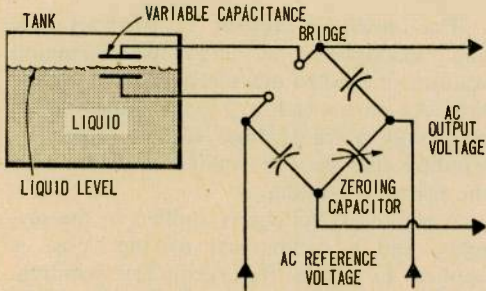 TANK
VARIABLE CAPACITANCE
BRIDGE
LIQUID
LIQUID LEVEL
AC
OUTPUT
VOLTAGE
ZEROING
CAPACITOR
AC REFERENCE
VOLTAGE